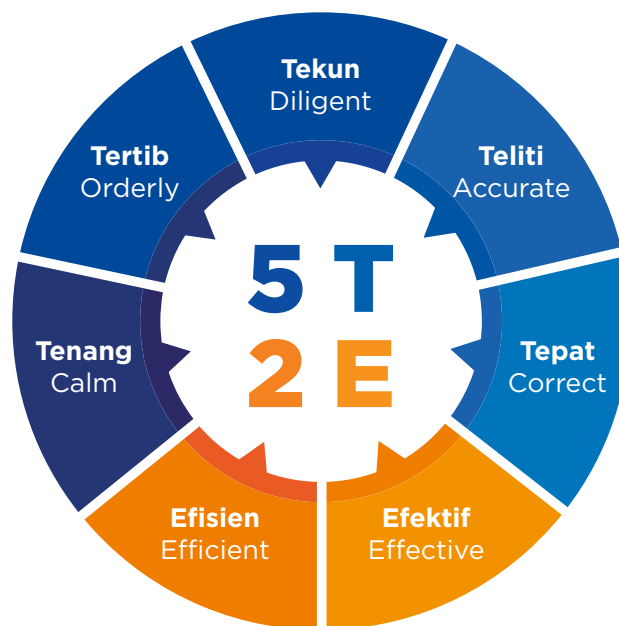 Tekun
Diligent
Teliti
Accurate
Tepat
Correct
Efektif
Effective
Efisien
Efficient
Tenang
Calm
Tertib
Orderly
5 T
2 E